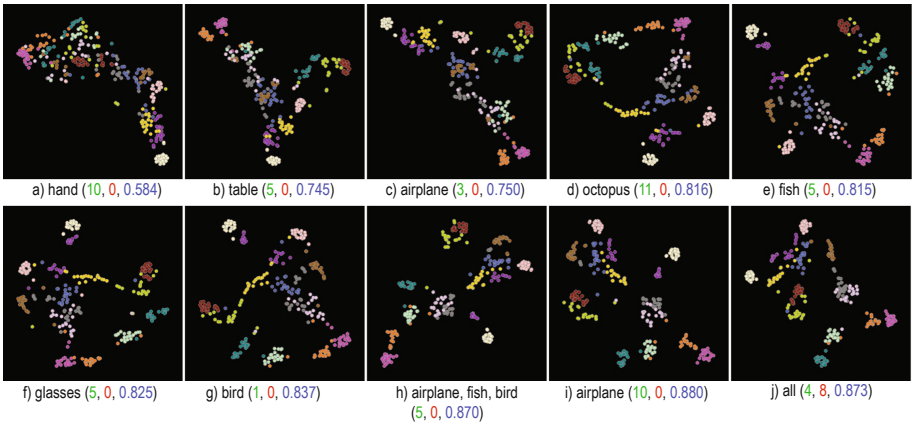 a) hand (10, 0, 0.584)
b) table (5, 0, 0.745)
c) airplane (3, 0, 0.750)
d) octopus (11, 0, 0.816)
e) fish (5, 0, 0.815)
f) glasses (5, 0, 0.825)
g) bird (1, 0, 0.837)
h) airplane, fish, bird
(5, 0, 0.870)
i) airplane (10, 0, 0.880)
j) all (4, 8, 0.873)